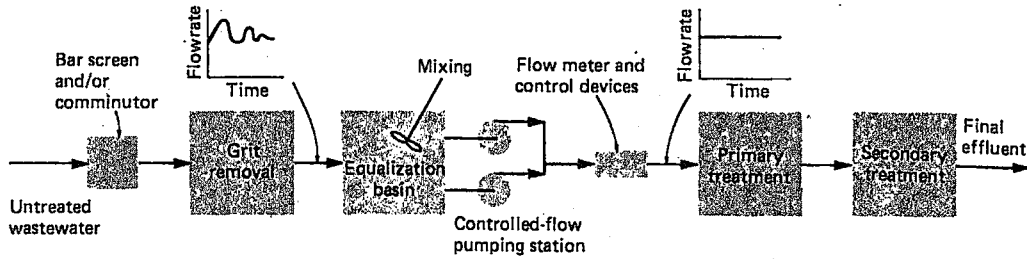 Flowrate
Time
Bar screen
and/or
comminutor
Mixing
Flow meter and
control devices
Flowrate
Time
Grit
removal
Equalization
basin
Primary
treatment
Secondary
treatment
Final
effluent
Untreated
wastewater
Controlled-flow
pumping station